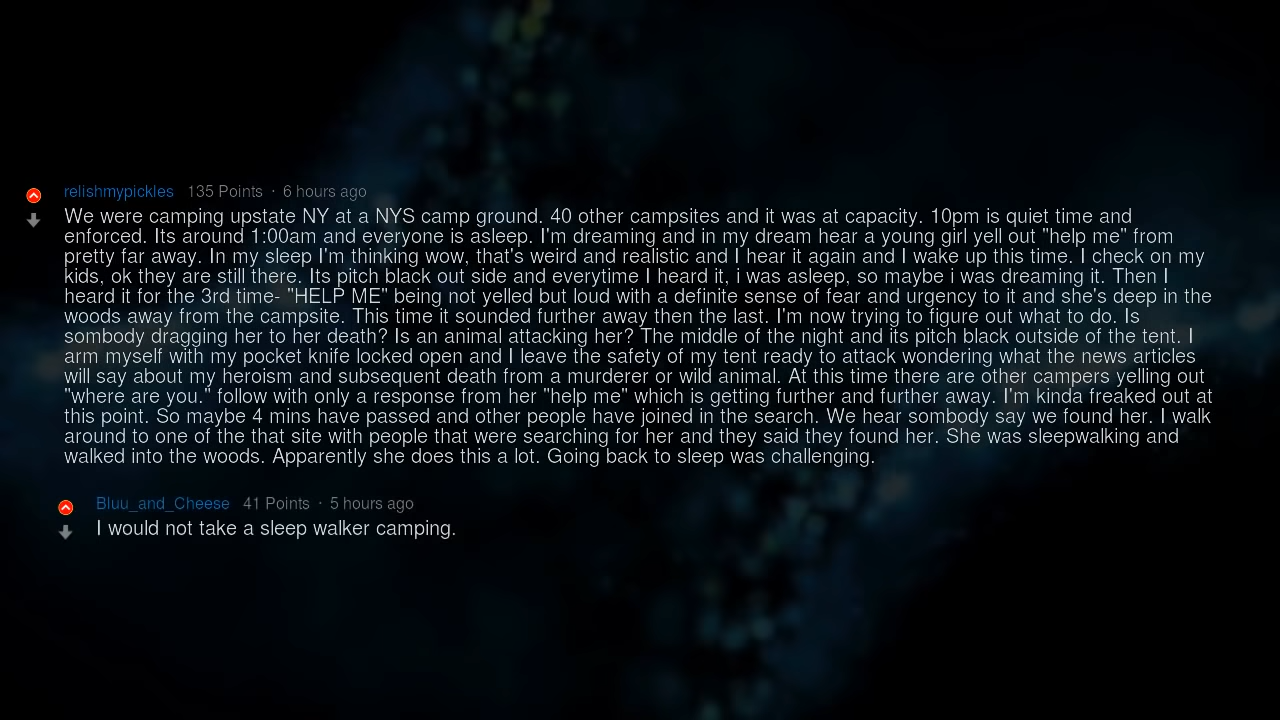 relishmypickles 135 Points · 6 hours ago
We were camping upstate NY at a NYS camp ground. 40 other campsites and it was at capacity. 10pm is quiet time and
enforced. Its around 1:00am and everyone is asleep. I'm dreaming and in my dream hear a young girl yell out "help me" from
pretty far away. In my sleep I'm thinking wow, that's weird and realistic and I hear it again and I wake up this time. I check on my
kids, ok they are still there. Its pitch black out side and everytime I heard it, i was asleep, so maybe i was dreaming it. Then I
heard it for the 3rd time- "HELP ME" being not yelled but loud with a definite sense of fear and urgency to it and she's deep in the
woods away from the campsite. This time it sounded further away then the last. I'm now trying to figure out what to do. Is
sombody dragging her to her death? Is an animal attacking her? The middle of the night and its pitch black outside of the tent. I
arm myself with my pocket knife locked open and I leave the safety of my tent ready to attack wondering what the news articles
will say about my heroism and subsequent death from a murderer or wild animal. At this time there are other campers yelling out
"where are you." follow with only a response from her "help me" which is getting further and further away. I'm kinda freaked out at
this point. So maybe 4 mins have passed and other people have joined in the search. We hear sombody say we found her. I walk
around to one of the that site with people that were searching for her and they said they found her. She was sleepwalking and
walked into the woods. Apparently she does this a lot. Going back to sleep was challenging.
Bluu_and_Cheese 41 Points · 5 hours ago
I would not take a sleep walker camping.